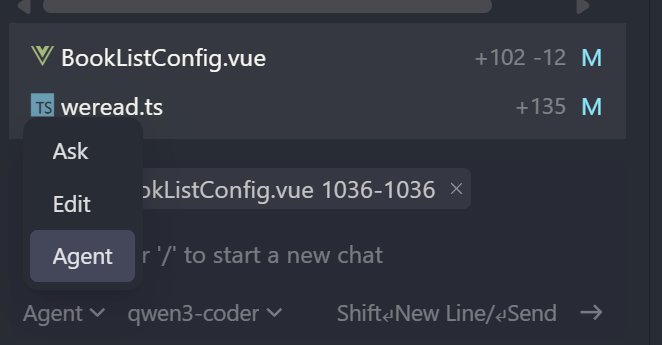 BookListConfig.vue +102 -12 M
TS weread.ts +135 M
Ask
okListConfig.vue 1036-1036 ×
Edit
Agent
r '/' to start a new chat
Agent qwen3-coder Shift↵New Line/↵Send →